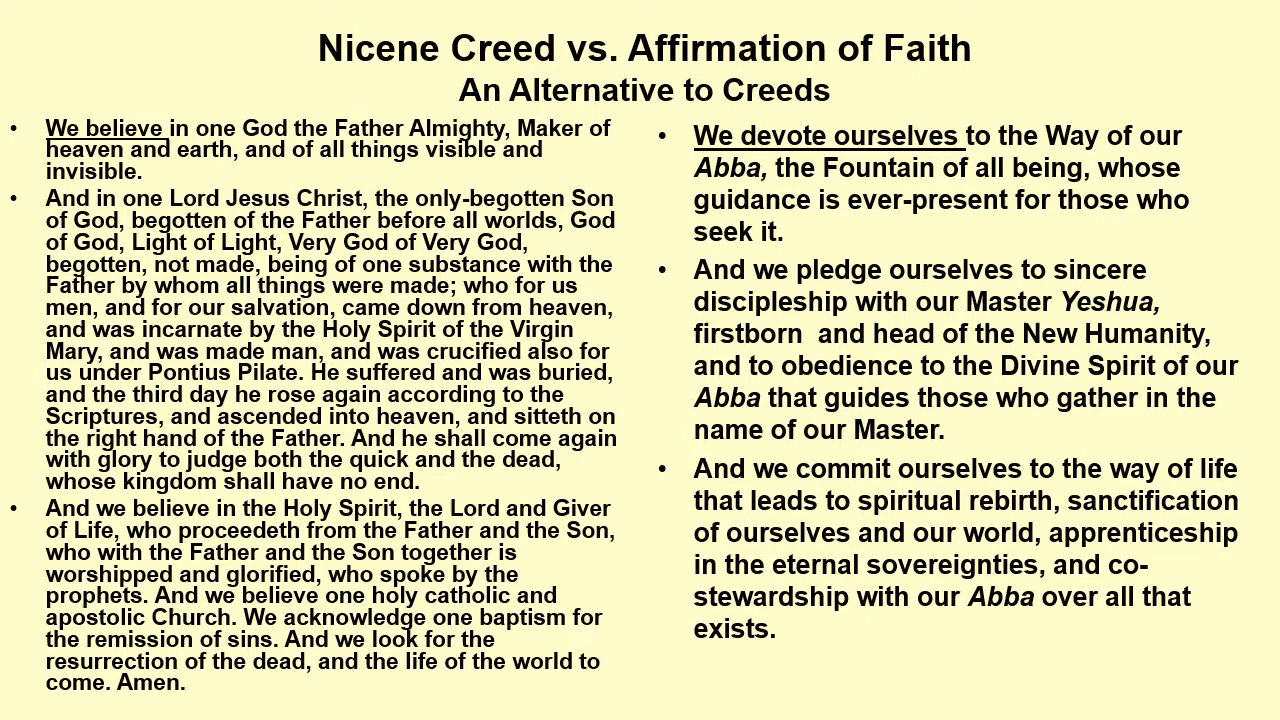 Nicene Creed vs. Affirmation of Faith
An Alternative to Creeds
• We believe in one God the Father Almighty, Maker of
heaven and earth, and of all things visible and
invisible.
• And in one Lord Jesus Christ, the only-begotten Son
of God, begotten of the Father before all worlds, God
of God, Light of Light, Very God of Very God,
begotten, not made, being of one substance with the
Father by whom all things were made; who for us
men, and for our salvation, came down from heaven,
and was incarnate by the Holy Spirit of the Virgin
Mary, and was made man, and was crucified also for
us under Pontius Pilate. He suffered and was buried,
and the third day he rose again according to the
Scriptures, and ascended into heaven, and sitteth on
the right hand of the Father. And he shall come again
with glory to judge both the quick and the dead,
whose kingdom shall have no end.
• And we believe in the Holy Spirit, the Lord and Giver
of Life, who proceedeth from the Father and the Son,
who with the Father and the Son together is
worshipped and glorified, who spoke by the
prophets. And we believe one holy catholic and
apostolic Church. We acknowledge one baptism for
the remission of sins. And we look for the
resurrection of the dead, and the life of the world to
come. Amen.
• We devote ourselves to the Way of our
Abba, the Fountain of all being, whose
guidance is ever-present for those who
seek it.
• And we pledge ourselves to sincere
discipleship with our Master Yeshua,
firstborn  and head of the New Humanity,
and to obedience to the Divine Spirit of our
Abba that guides those who gather in the
name of our Master.
• And we commit ourselves to the way of life
that leads to spiritual rebirth, sanctification
of ourselves and our world, apprenticeship
in the eternal sovereignties, and co-
stewardship with our Abba over all that
exists.